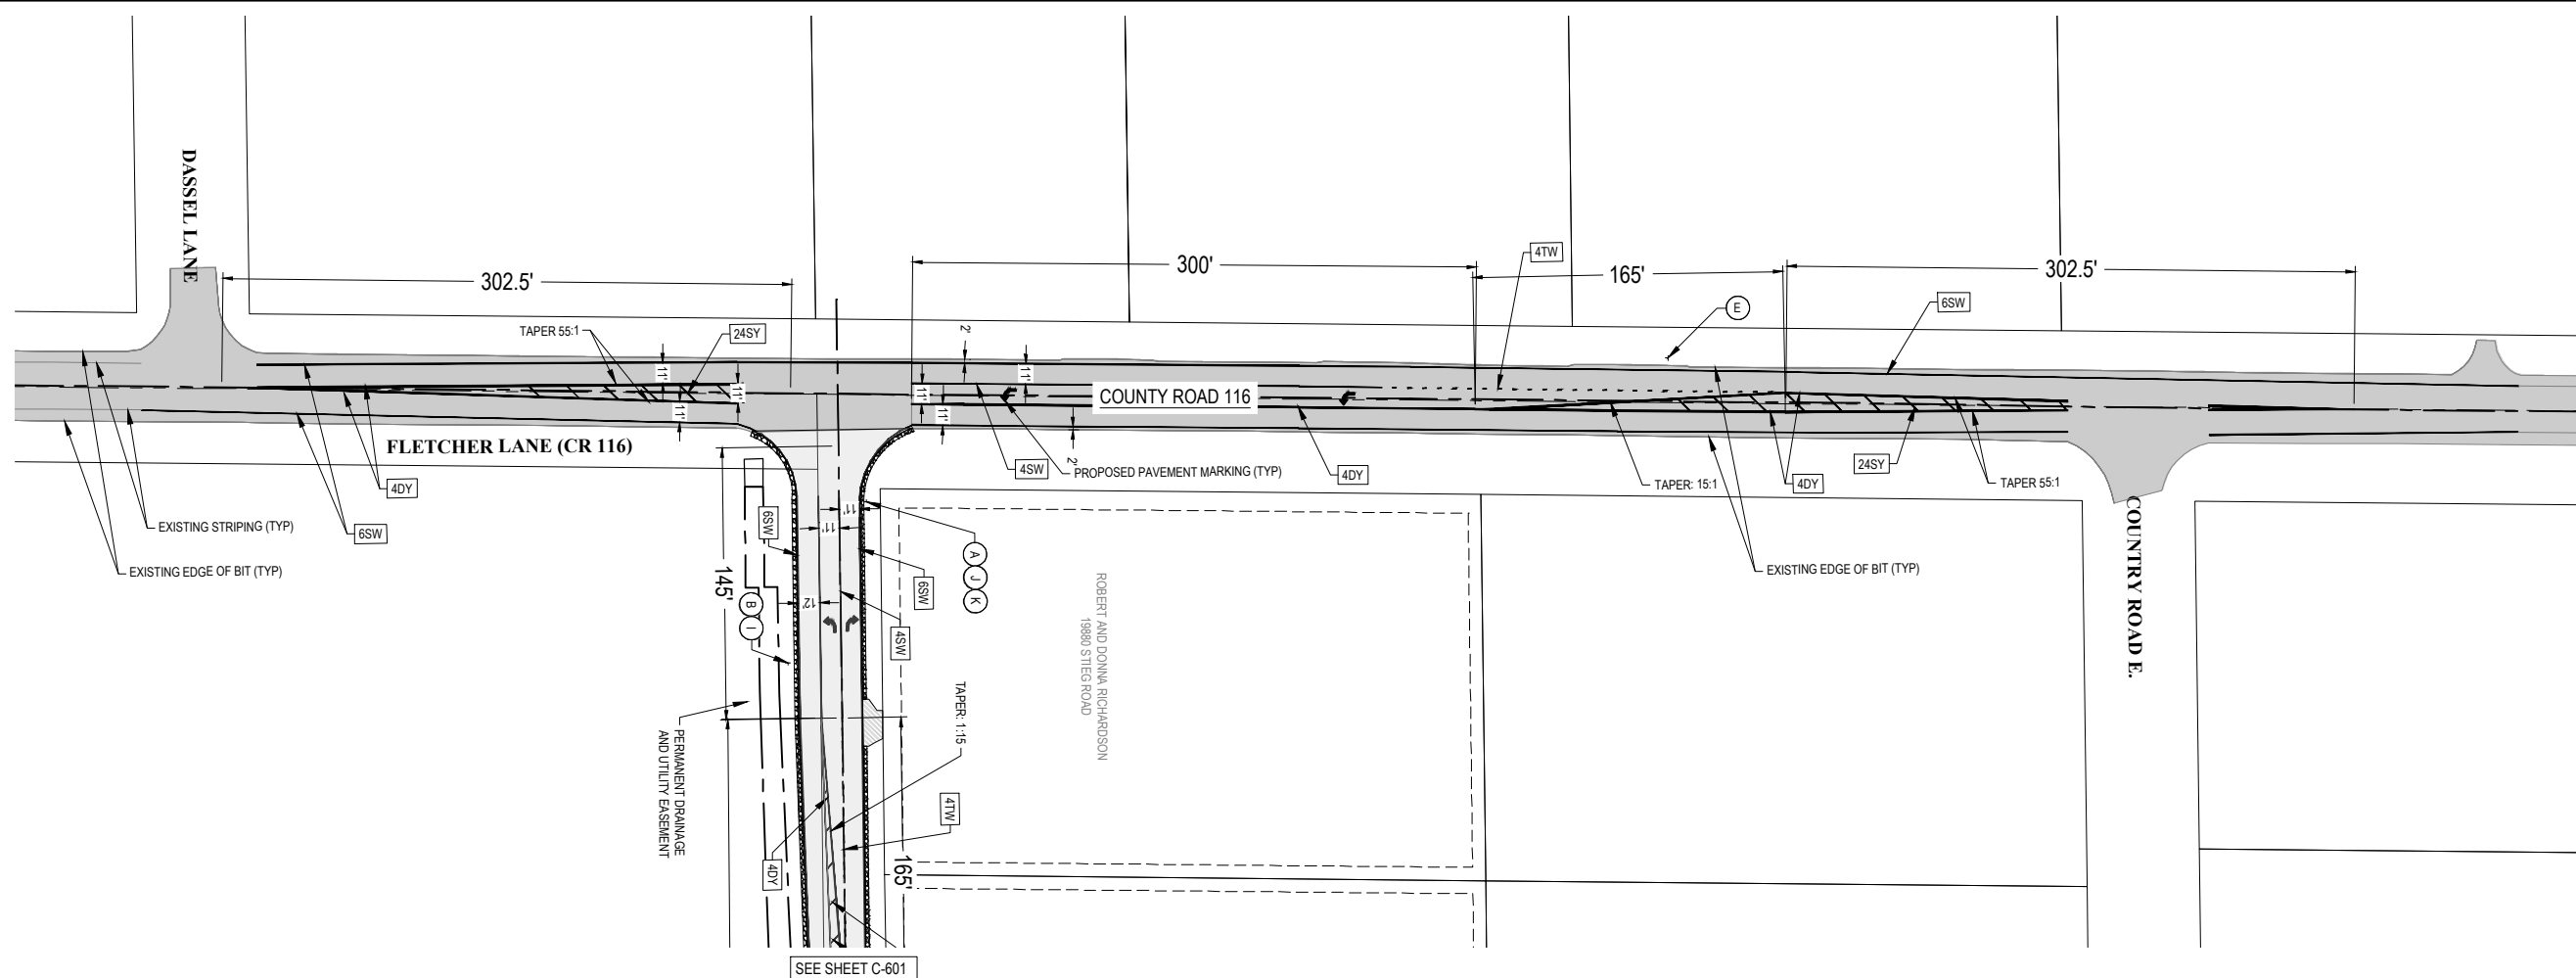 DASSEL LANE
302.5'
300'
4TW
165'
302.5'
E
6SW
TAPER 55:1
24SY
2'
11'
11'
11'
11'
11'
11'
COUNTY ROAD 116
FLETCHER LANE (CR 116)
4SW
2'
PROPOSED PAVEMENT MARKING (TYP)
4DY
TAPER: 15:1
4DY
24SY
TAPER 55:1
4DY
EXISTING STRIPING (TYP)
6SW
EXISTING EDGE OF BIT (TYP)
EXISTING EDGE OF BIT (TYP)
COUNTRY ROAD E.
6SW
11'
11'
145'
B
I
12'
6SW
A
J
K
4SW
ROBERT AND DONNA RICHARDSON
19880 STIEG ROAD
PERMANENT DRAINAGE
AND UTILITY EASEMENT
TAPER: 1:15
4TW
4DY
165'
SEE SHEET C-601